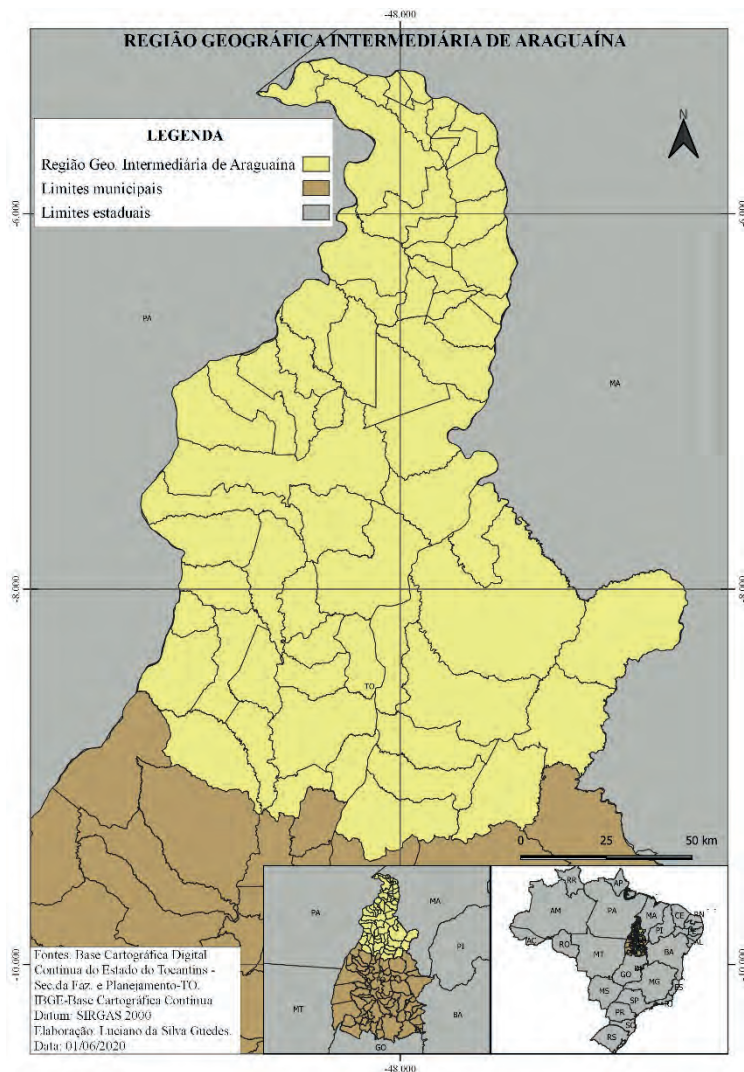 -48.000
REGIÃO GEOGRÁFICA INTERMEDIÁRIA DE ARAGUAÍNA
N
LEGENDA
Região Geo. Intermediária de Araguaína
Limites municipais
Limites estaduais
-6.000
-6.000
PA
MA
-8.000
-8.000
TO
0 25 50 km
-10.000
-10.000
Fontes: Base Cartográfica Digital
Contínua do Estado do Tocantins -
Sec.da Faz. e Planejamento-TO.
IBGE-Base Cartográfica Contínua
Datum: SIRGAS 2000
Elaboração: Luciano da Silva Guedes.
Data: 01/06/2020
PA
MA
PI
MT
BA
GO
RR
AP
AM
PA
MA
CE
RN
PI
AC
RO
MT
BA
AL
GO
MG
ES
MS
SP
RJ
PR
SC
RS
-48.000